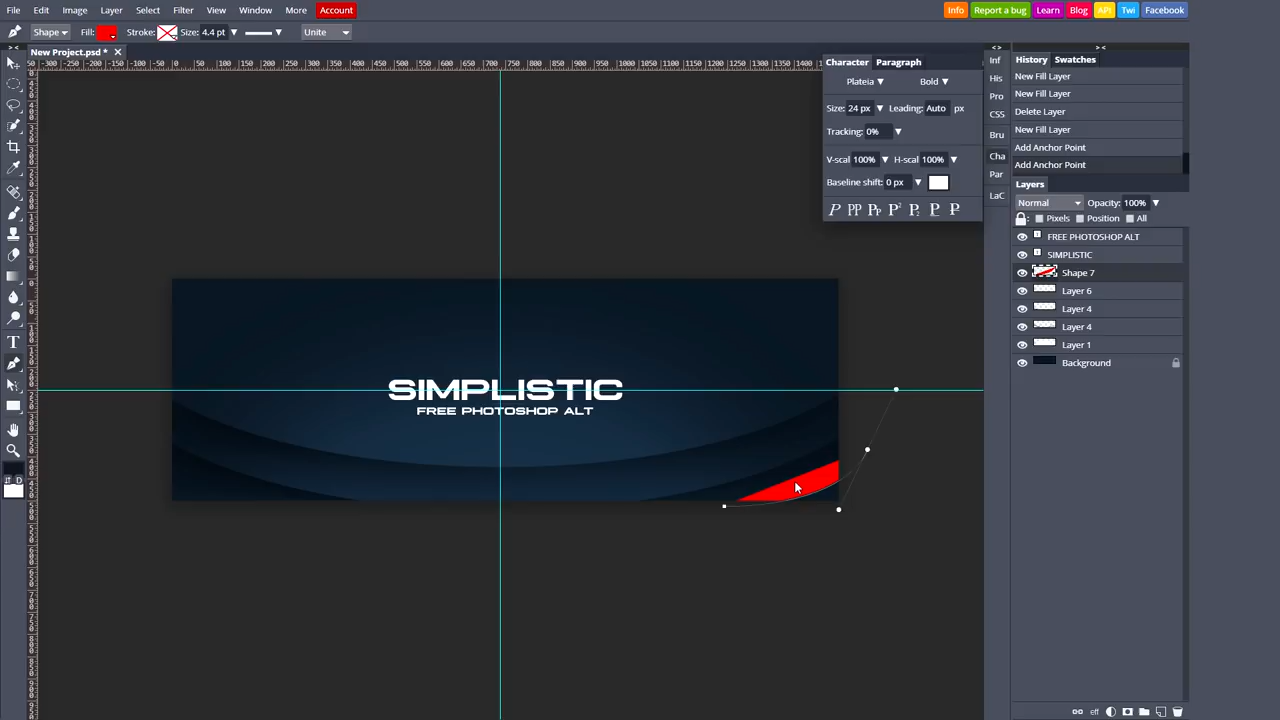 File Edit Image Layer Select Filter View Window More Account
Info Report a bug Learn Blog API Twi Facebook
Shape Fill: Stroke: Size: 4.4 pt Unite
New Project.psd *
Character Paragraph
Plateia Bold
Size: 24 px Leading: Auto px
Tracking: 0%
V-scal 100% H-scal 100%
Baseline shift: 0 px
Inf
His
Pro
CSS
Bru
Cha
Par
LaC
History Swatches
New Fill Layer
New Fill Layer
Delete Layer
New Fill Layer
Add Anchor Point
Add Anchor Point
Layers
Normal Opacity: 100%
Pixels Position All
FREE PHOTOSHOP ALT
SIMPLISTIC
Shape 7
Layer 6
Layer 4
Layer 4
Layer 1
Background
SIMPLISTIC
FREE PHOTOSHOP ALT
eff